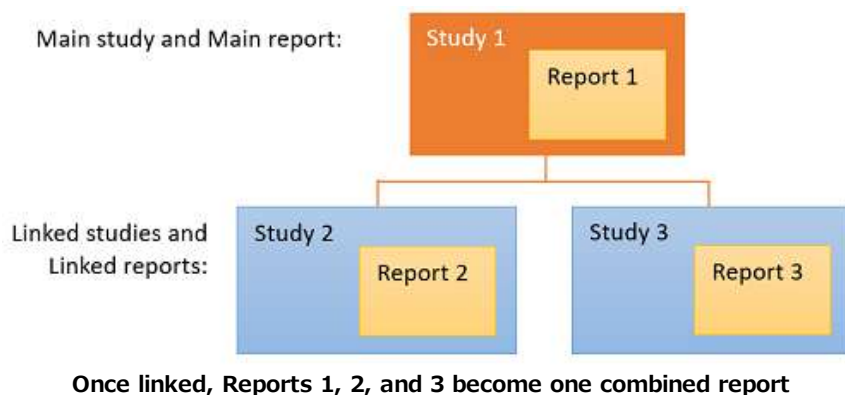 Main study and Main report:
Study 1
Report 1
Linked studies and
Linked reports:
Study 2
Report 2
Study 3
Report 3
Once linked, Reports 1, 2, and 3 become one combined report